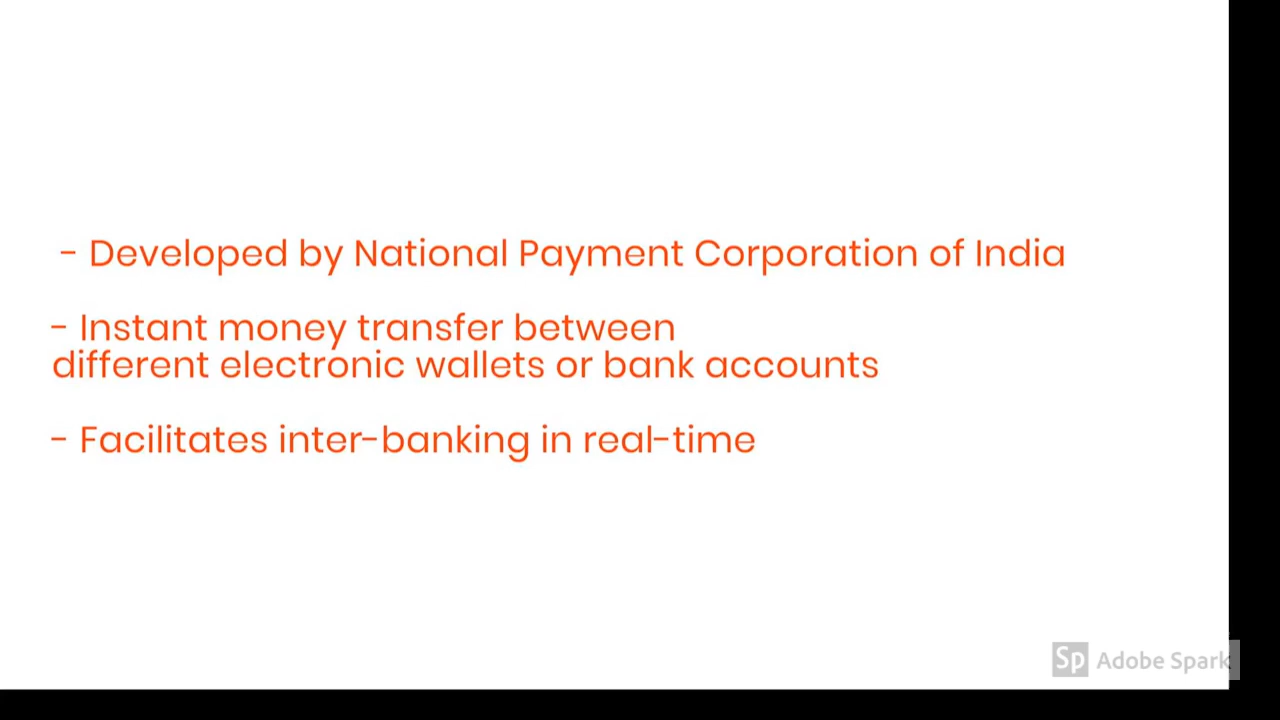 - Developed by National Payment Corporation of India
- Instant money transfer between
different electronic wallets or bank accounts
- Facilitates inter-banking in real-time
Sp Adobe Spark